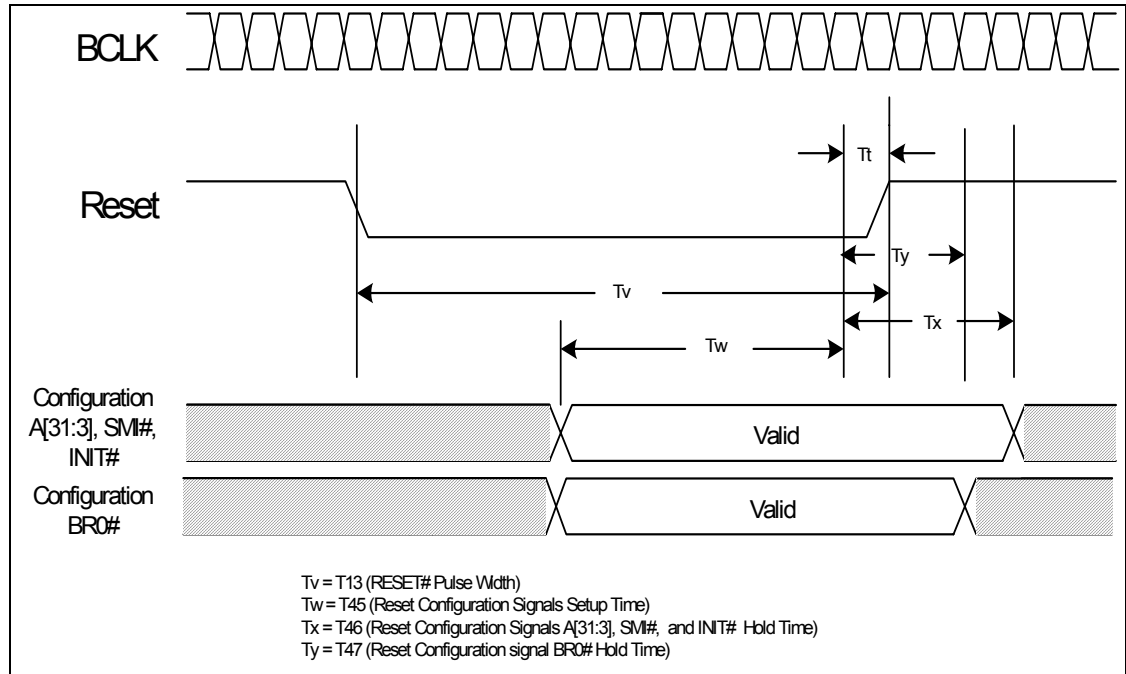 BCLK
Tt
Reset
Ty
Tv
Tx
Tw
Configuration
A[31:3], SMI#,
INIT#
Valid
Configuration
BR0#
Valid
Tv = T13 (RESET# Pulse Width)
Tw = T45 (Reset Configuration Signals Setup Time)
Tx = T46 (Reset Configuration Signals A[31:3], SMI#, and INIT# Hold Time)
Ty = T47 (Reset Configuration signal BR0# Hold Time)